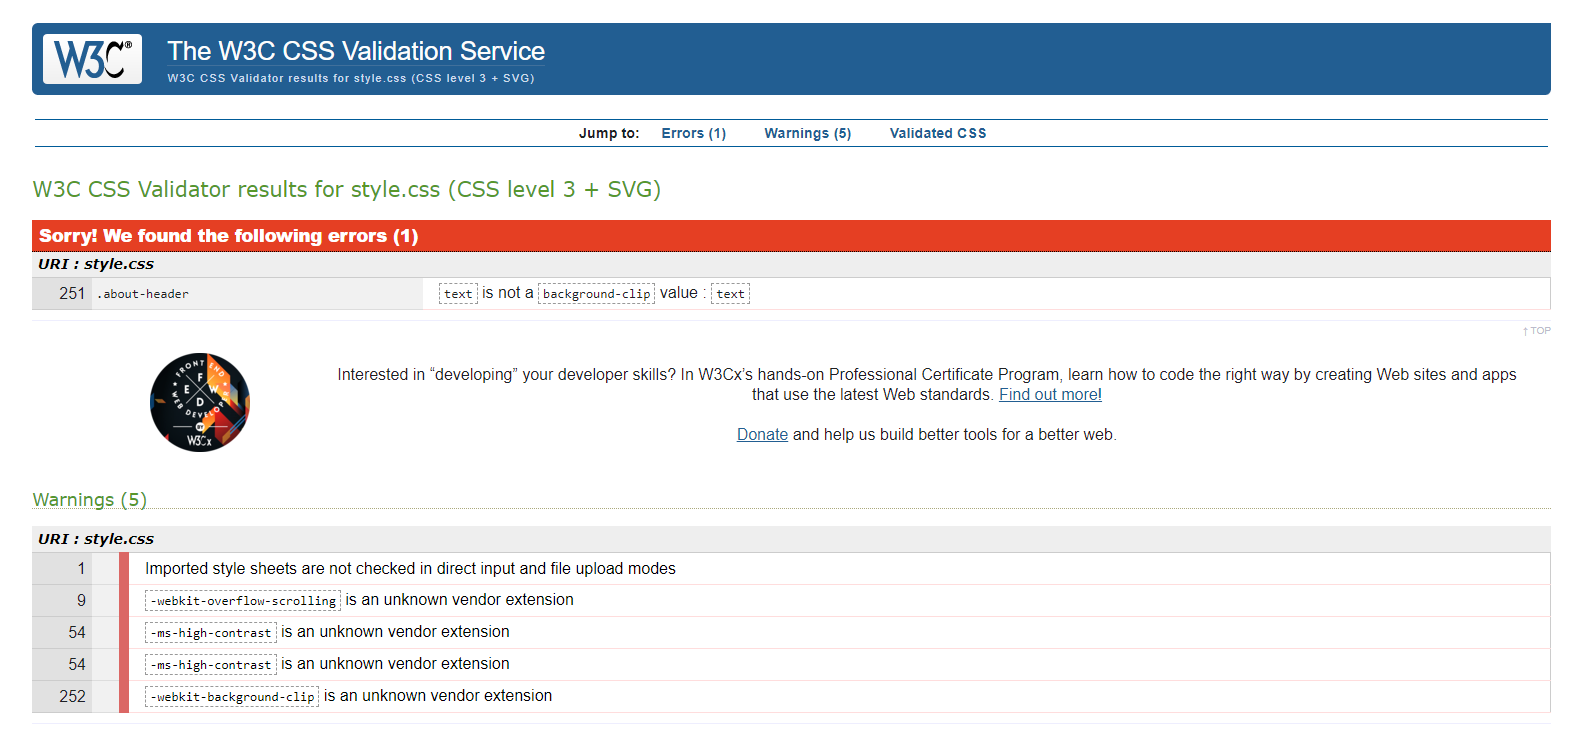 W3C®
The W3C CSS Validation Service
W3C CSS Validator results for style.css (CSS level 3 + SVG)
Jump to: Errors (1) Warnings (5) Validated CSS
W3C CSS Validator results for style.css (CSS level 3 + SVG)
Sorry! We found the following errors (1)
URI : style.css
251 .about-header text is not a background-clip value : text
↑ TOP
FRONT END
F
E W
D
WEB DEVELOPER
BY
W3Cx
Interested in “developing” your developer skills? In W3Cx’s hands-on Professional Certificate Program, learn how to code the right way by creating Web sites and apps
that use the latest Web standards. Find out more!
Donate and help us build better tools for a better web.
Warnings (5)
URI : style.css
1 Imported style sheets are not checked in direct input and file upload modes
9 -webkit-overflow-scrolling is an unknown vendor extension
54 -ms-high-contrast is an unknown vendor extension
54 -ms-high-contrast is an unknown vendor extension
252 -webkit-background-clip is an unknown vendor extension